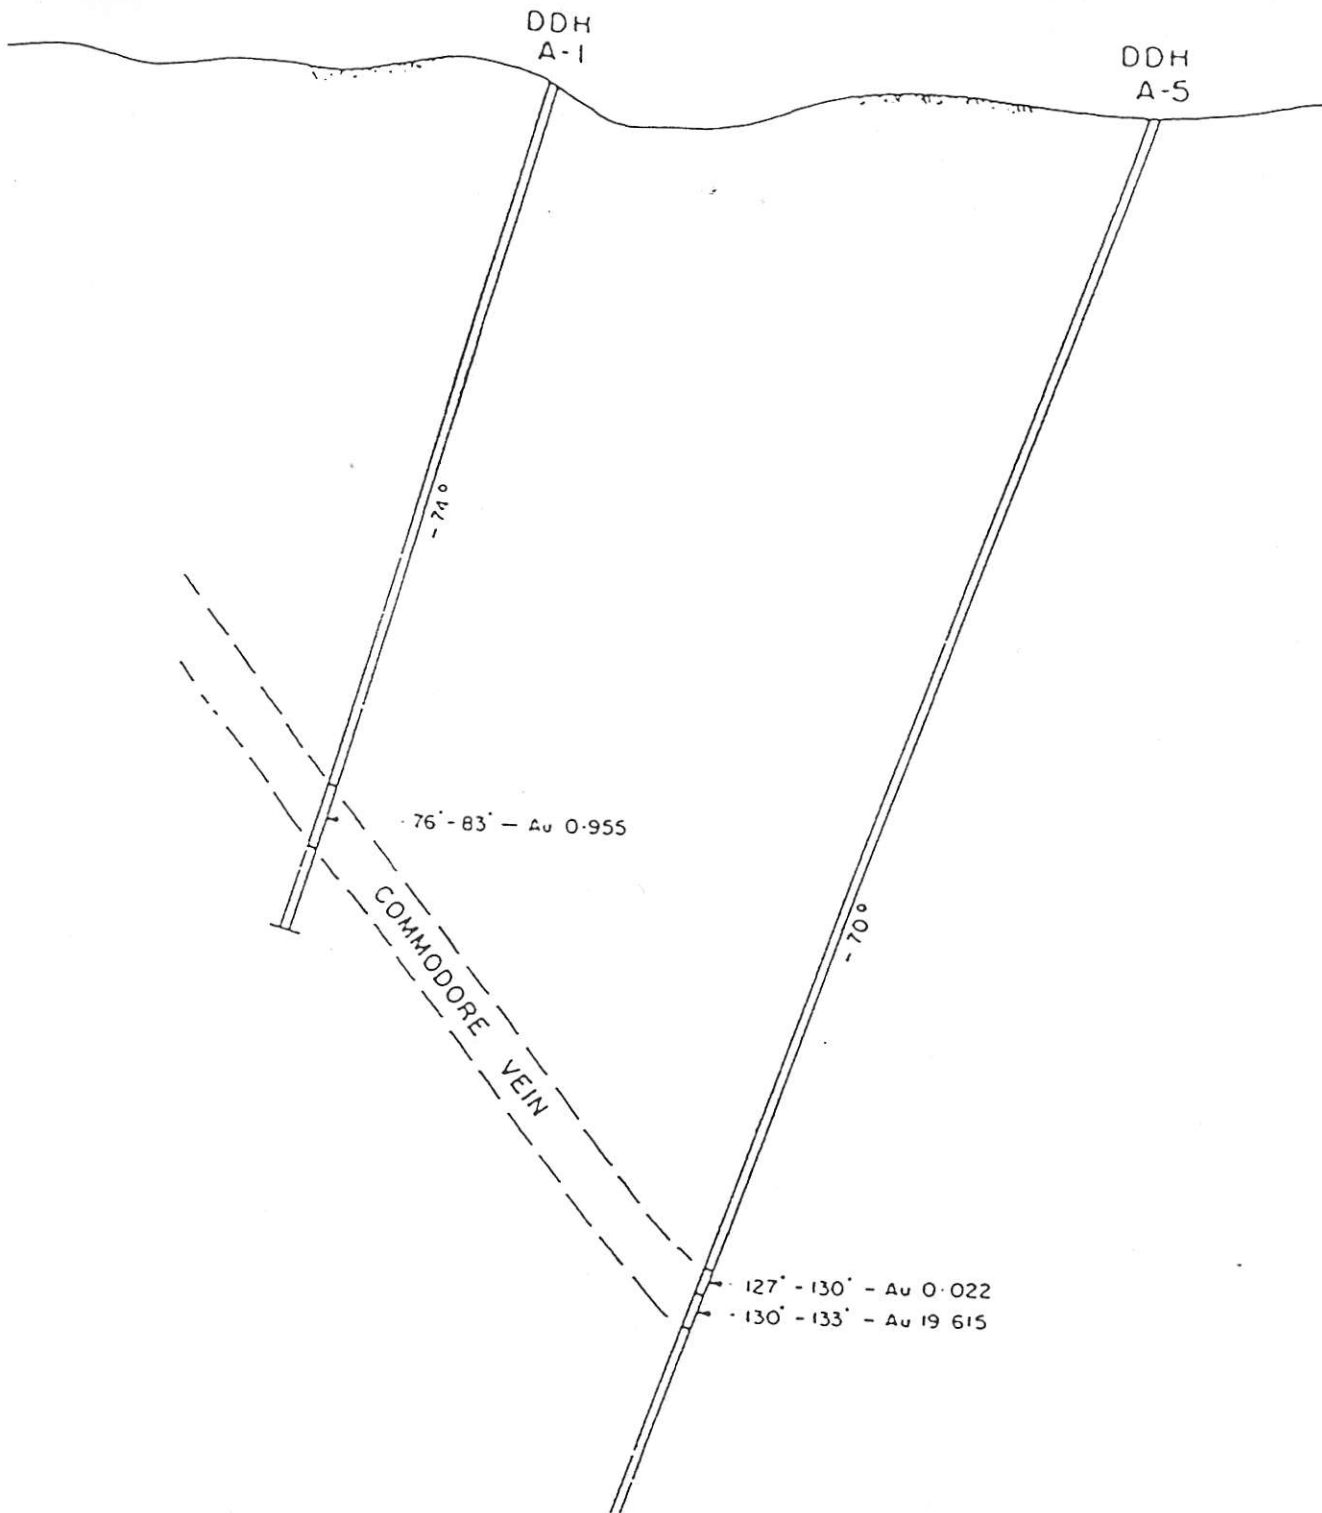 DDH
A-1
DDH
A-5
-74°
76'-83' — Au 0.955
COMMODORE VEIN
-70°
127' - 130' - Au 0.022
130' - 133' - Au 19 615